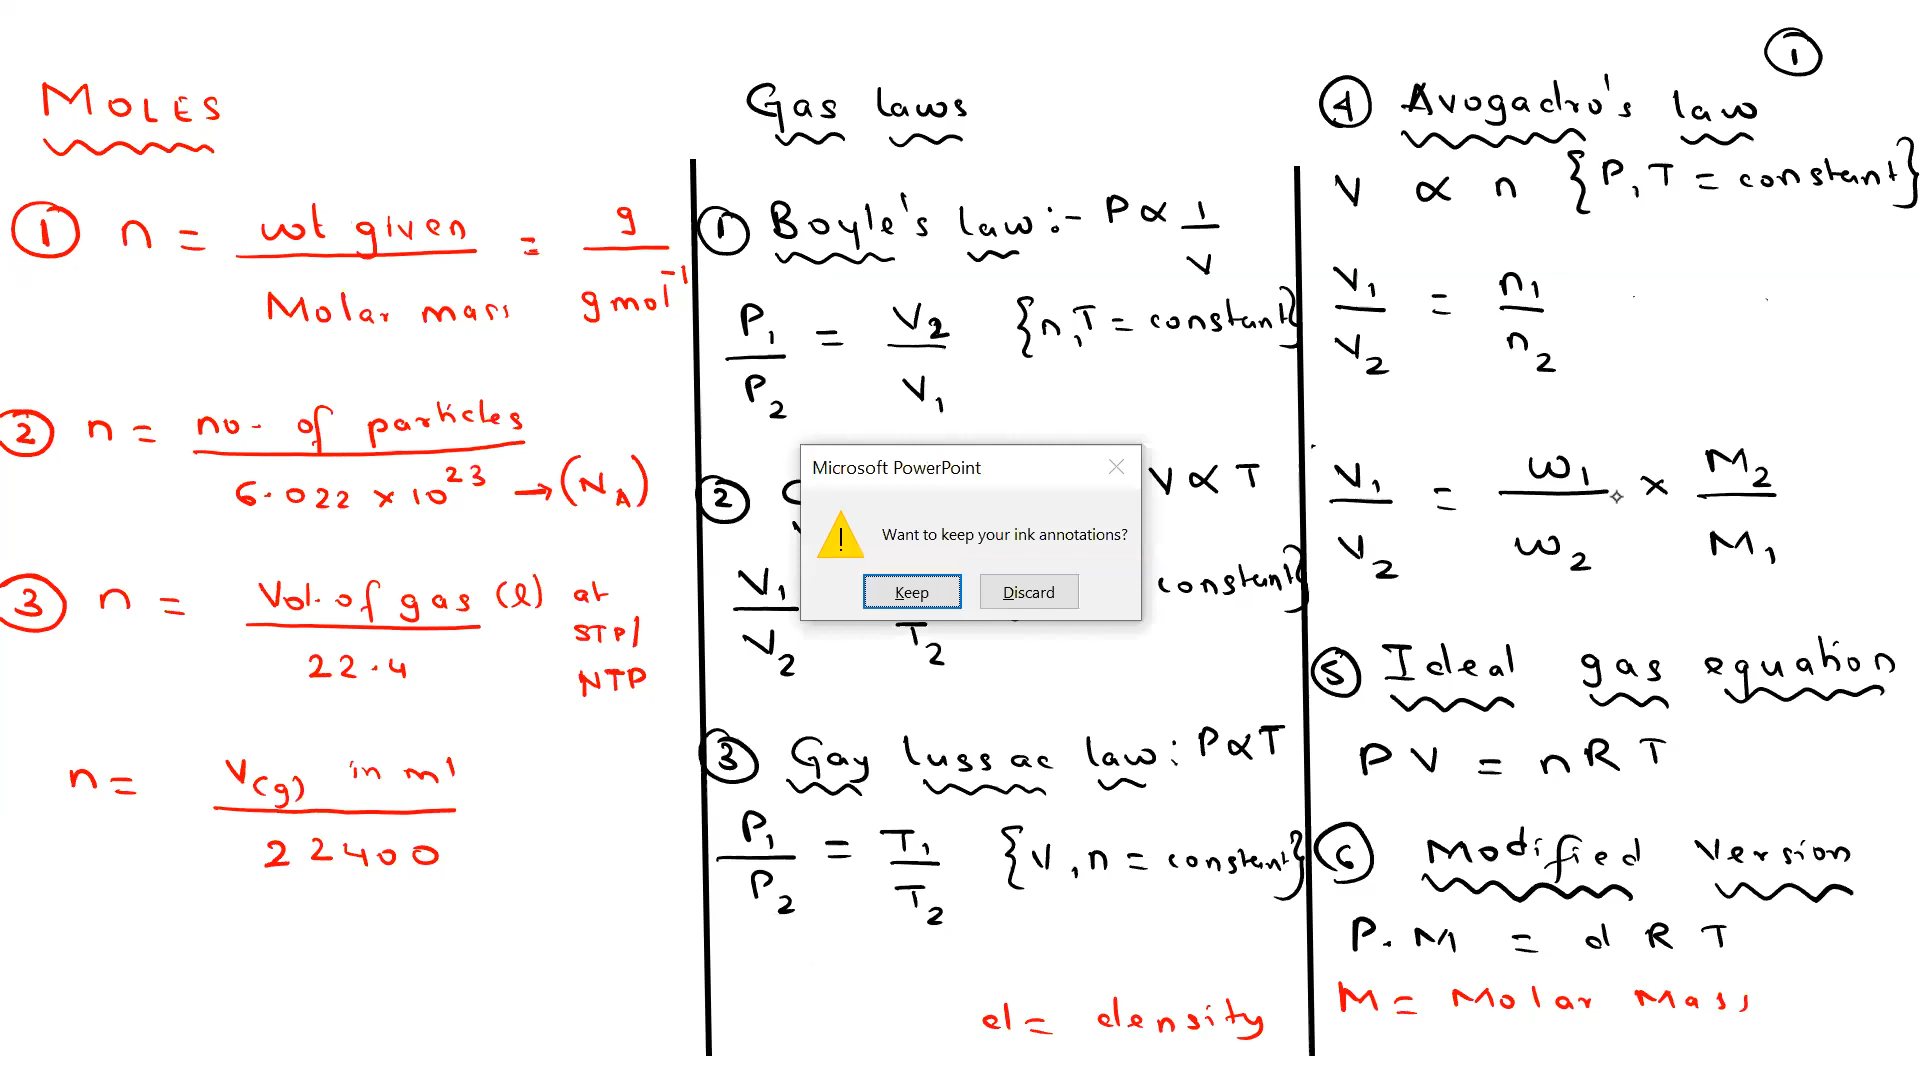 MOLES
① n = wt given / Molar mass = g / g mol⁻¹
② n = no. of particles / 6.022 × 10²³ → (N_A)
③ n = Vol. of gas (l) at STP/ NTP / 22.4
n = V(g) in ml / 22400
Gas laws
① Boyle's law :- P ∝ 1/V
P₁/P₂ = V₂/V₁ {n,T = constant}
② V ∝ T
V₁/V₂ T₂ constant}
③ Gay lussac law : P∝T
P₁/P₂ = T₁/T₂ {V,n = constant}
d = density
①
④ Avogadro's law
V ∝ n {P,T = constant}
V₁/V₂ = n₁/n₂
V₁/V₂ = w₁/w₂ × M₂/M₁
⑤ Ideal gas equation
PV = nRT
⑥ Modified Version
P.M = dRT
M = Molar Mass
Microsoft PowerPoint
Want to keep your ink annotations?
Keep Discard